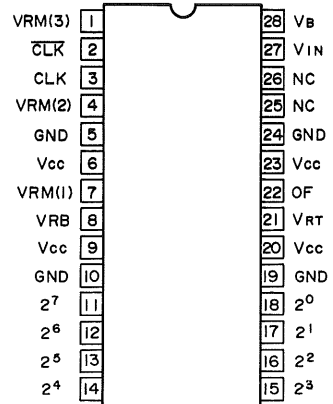 VRM(3) 1 28 VB
CLK 2 27 VIN
CLK 3 26 NC
VRM(2) 4 25 NC
GND 5 24 GND
Vcc 6 23 Vcc
VRM(1) 7 22 OF
VRB 8 21 VRT
Vcc 9 20 Vcc
GND 10 19 GND
2⁷ 11 18 2⁰
2⁶ 12 17 2¹
2⁵ 13 16 2²
2⁴ 14 15 2³